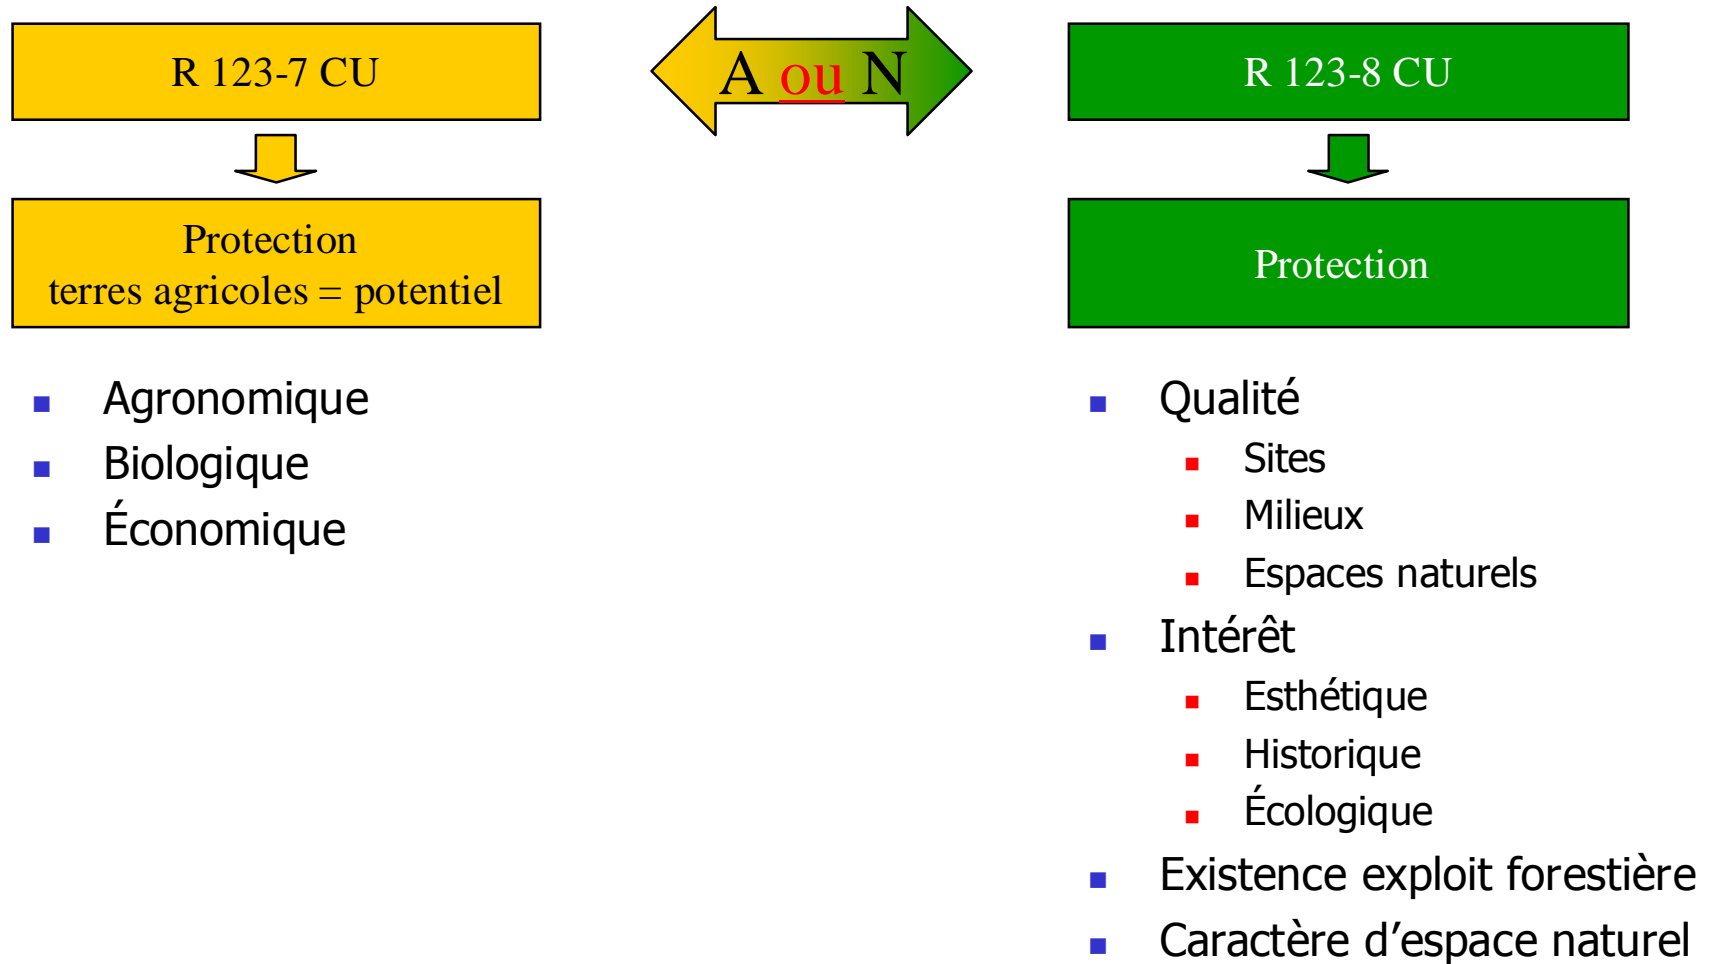 R 123-7 CU
A ou N
R 123-8 CU
Protection
terres agricoles = potentiel
Protection
Agronomique
Biologique
Économique
Qualité
Sites
Milieux
Espaces naturels
Intérêt
Esthétique
Historique
Écologique
Existence exploit forestière
Caractère d’espace naturel